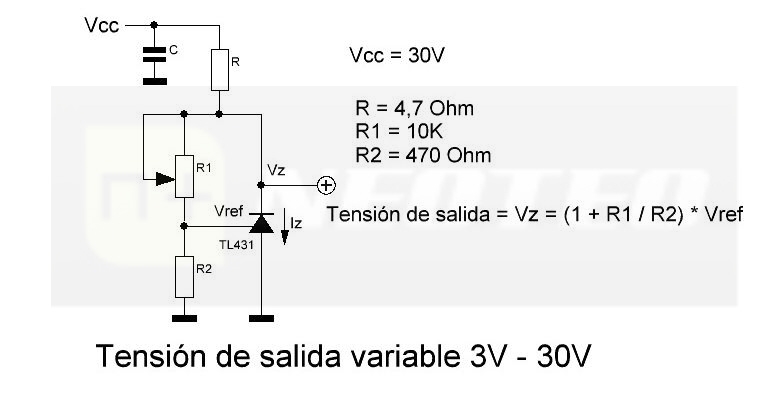 Vcc
C
R
Vcc = 30V
R = 4,7 Ohm
R1 = 10K
R2 = 470 Ohm
R1
Vz
Vref
Iz
TL431
R2
Tensión de salida = Vz = (1 + R1 / R2) * Vref
NEOTEO
Tensión de salida variable 3V - 30V